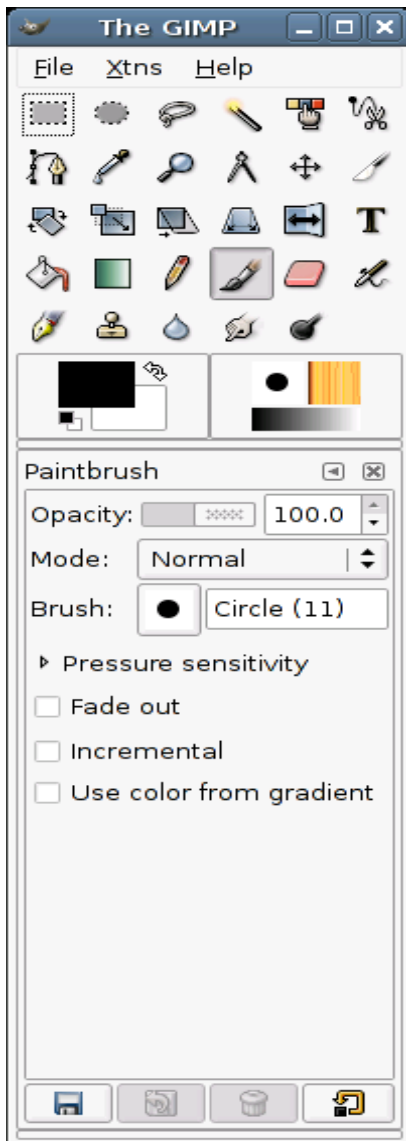 The GIMP
File Xtns Help
T
Paintbrush
Opacity: 100.0
Mode: Normal
Brush: Circle (11)
Pressure sensitivity
Fade out
Incremental
Use color from gradient